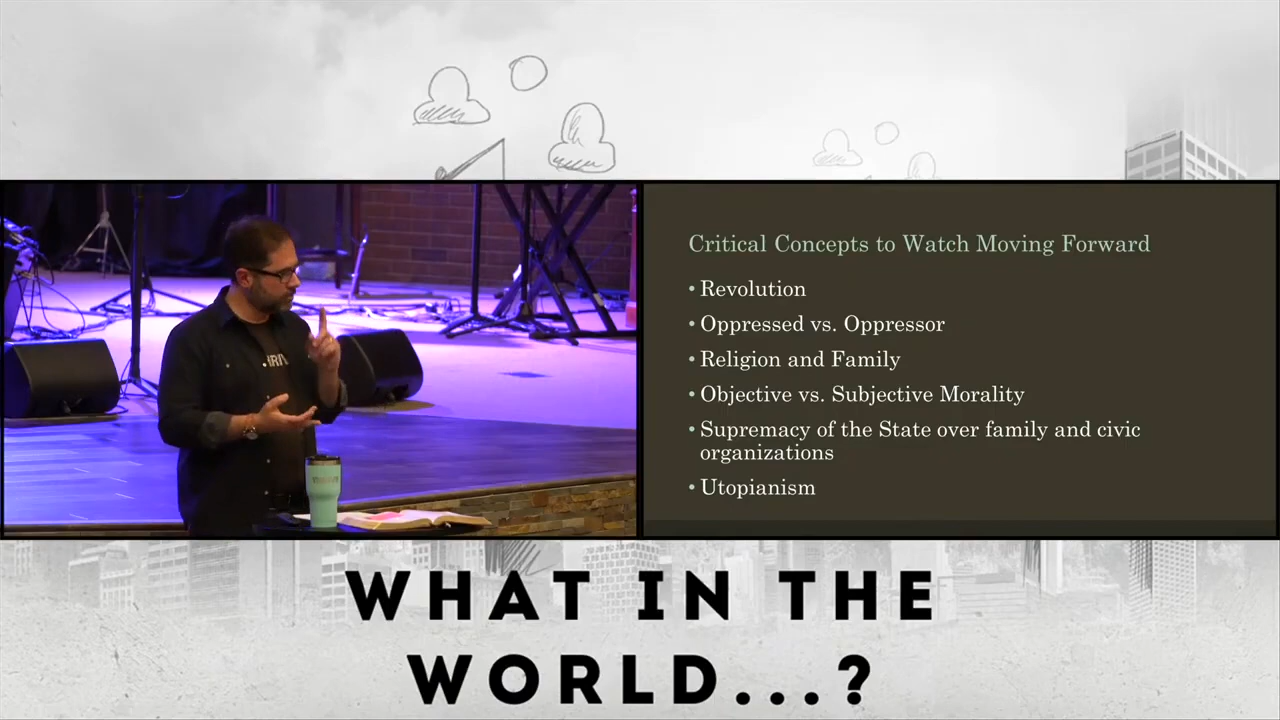 Critical Concepts to Watch Moving Forward
• Revolution
• Oppressed vs. Oppressor
• Religion and Family
• Objective vs. Subjective Morality
• Supremacy of the State over family and civic
organizations
• Utopianism
WHAT IN THE
WORLD...?